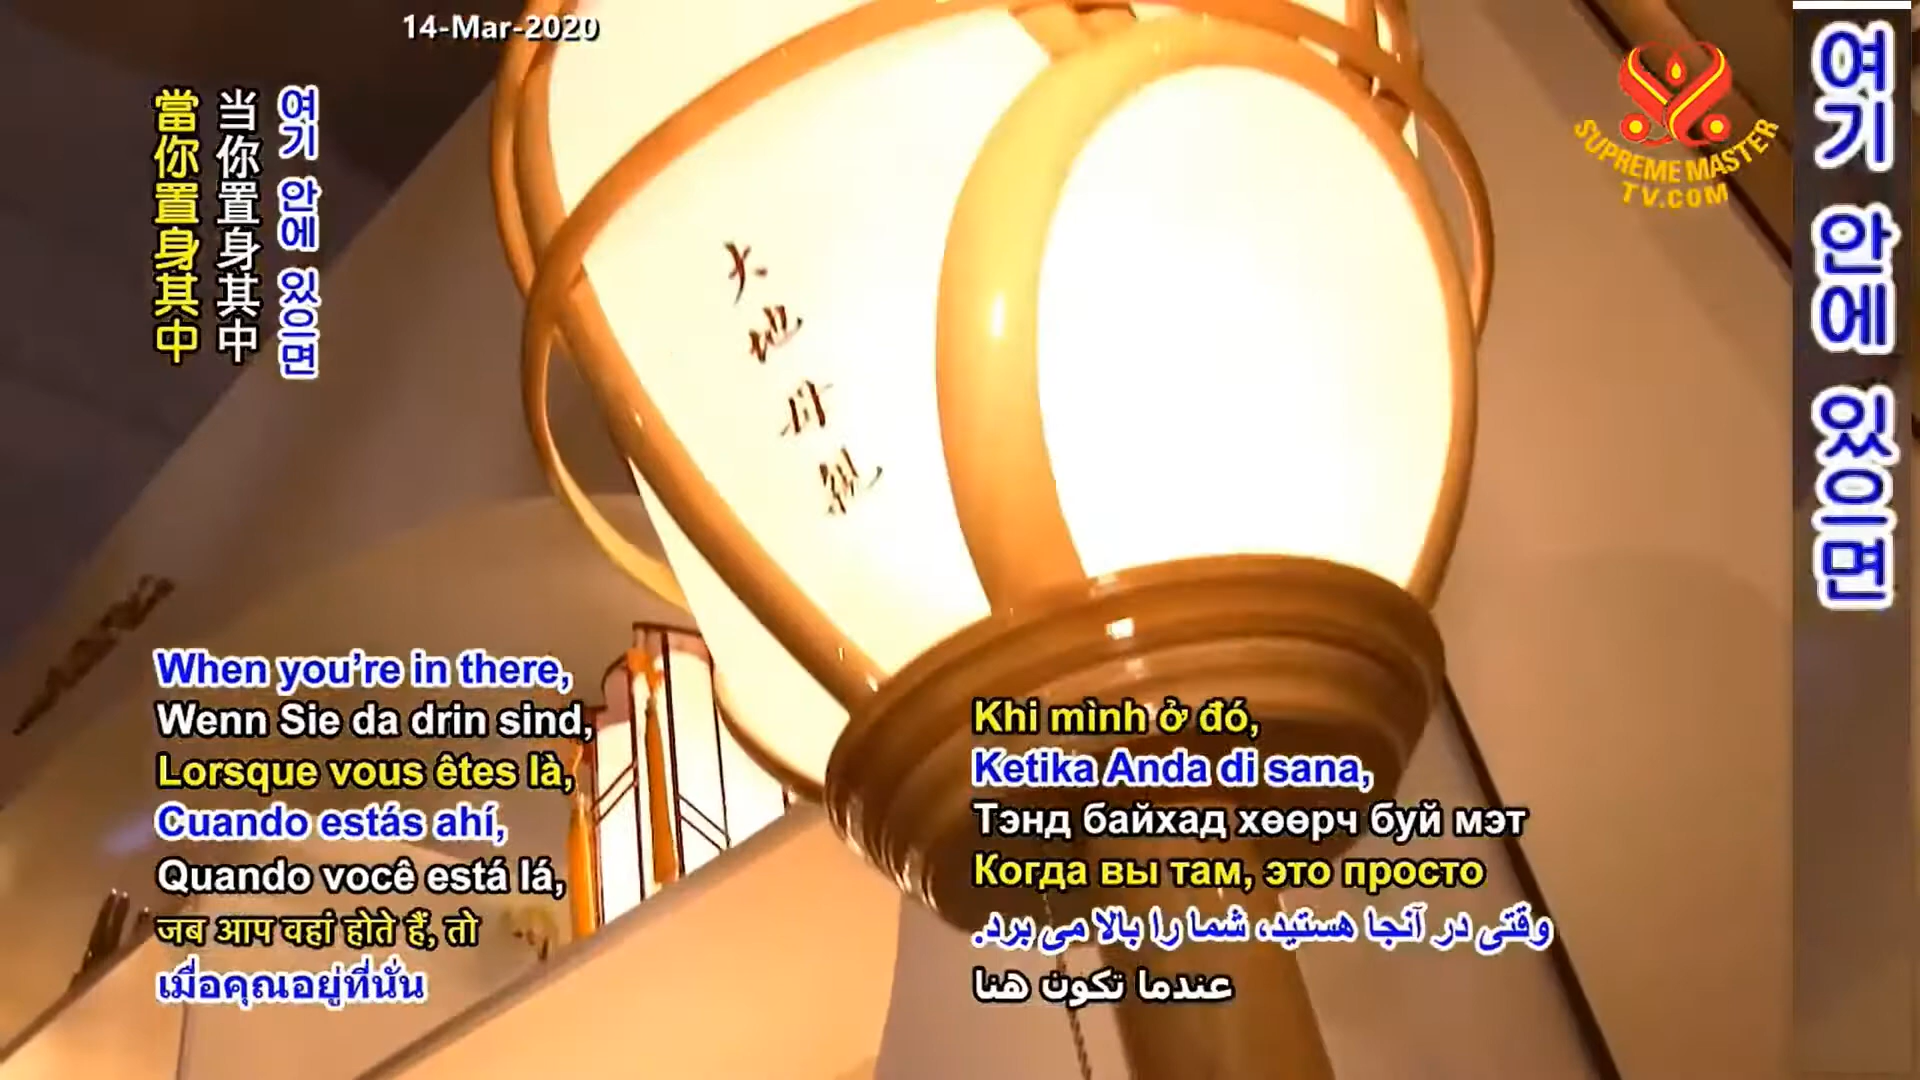 14-Mar-2020
當你置身其中
当你置身其中
여기 안에 있으면
大地母親
SUPREME MASTER
TV.COM
여기 안에 있으면
When you're in there,
Wenn Sie da drin sind,
Lorsque vous êtes là,
Cuando estás ahí,
Quando você está lá,
जब आप वहां होते हैं, तो
เมื่อคุณอยู่ที่นั่น
Khi mình ở đó,
Ketika Anda di sana,
Тэнд байхад хөөрч буй мэт
Когда вы там, это просто
وقتی در آنجا هستید، شما را بالا می برد.
عندما تكون هنا